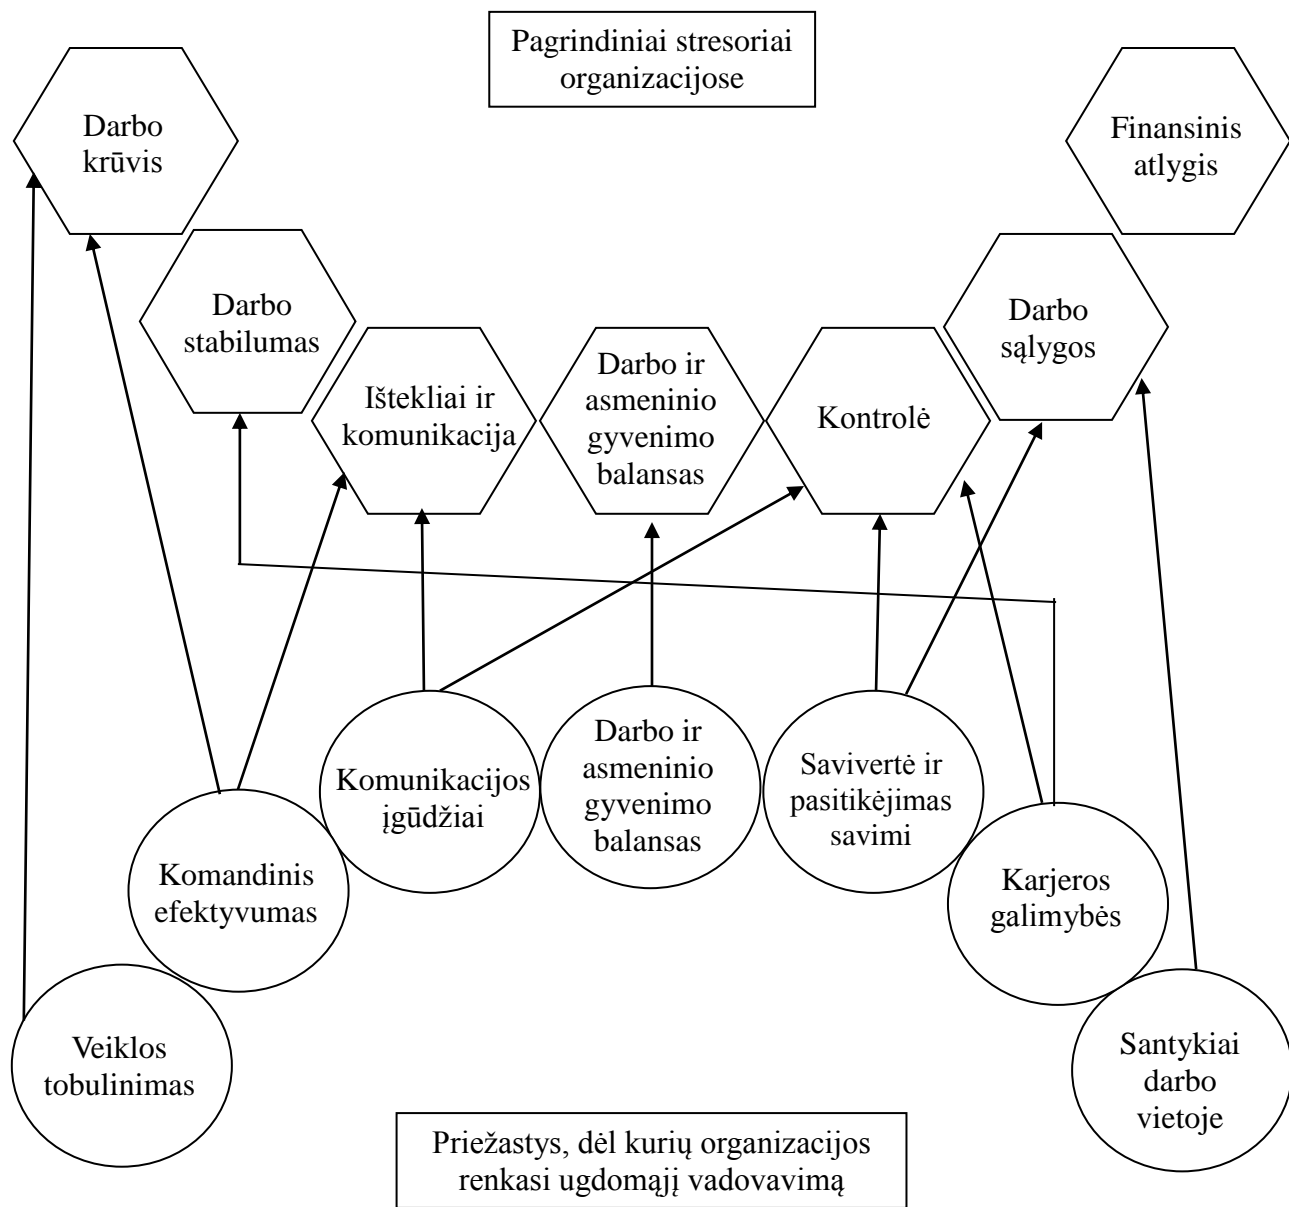 Pagrindiniai stresoriai
organizacijose
Darbo
krūvis
Finansinis
atlygis
Darbo
stabilumas
Darbo
sąlygos
Ištekliai ir
komunikacija
Darbo ir
asmeninio
gyvenimo
balansas
Kontrolė
Komunikacijos
įgūdžiai
Darbo ir
asmeninio
gyvenimo
balansas
Savivertė ir
pasitikėjimas
savimi
Komandinis
efektyvumas
Karjeros
galimybės
Veiklos
tobulinimas
Santykiai
darbo
vietoje
Priežastys, dėl kurių organizacijos
renkasi ugdomąjį vadovavimą